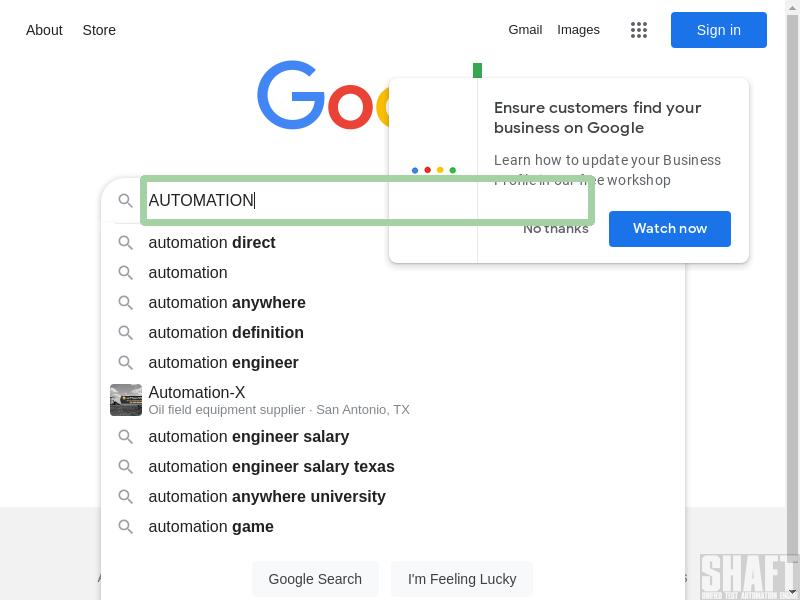 About Store Gmail Images Sign in
Ensure customers find your
business on Google
Learn how to update your Business
Profile in our free workshop
No thanks Watch now
AUTOMATION
automation direct
automation
automation anywhere
automation definition
automation engineer
Automation-X
Oil field equipment supplier · San Antonio, TX
automation engineer salary
automation engineer salary texas
automation anywhere university
automation game
Google Search I'm Feeling Lucky
SHAFT